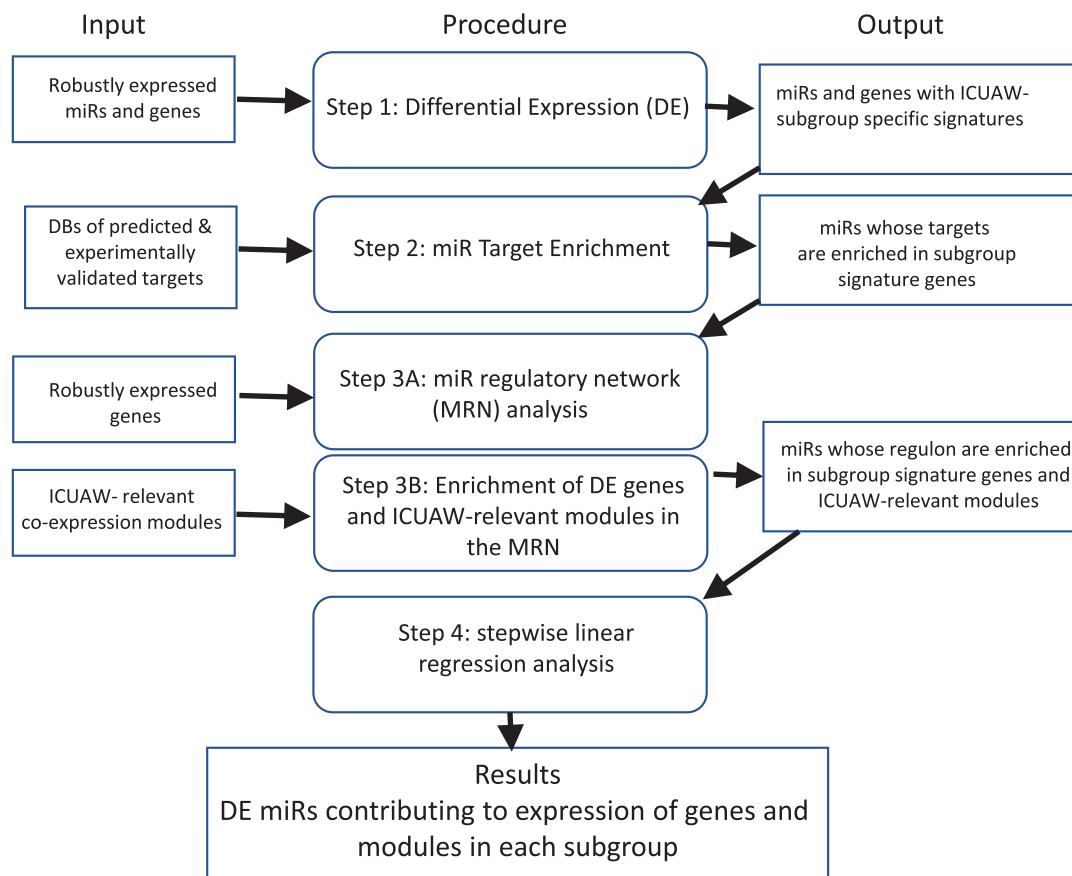 Input
Procedure
Output
Robustly expressed
miRs and genes
Step 1: Differential Expression (DE)
miRs and genes with ICUAW-
subgroup specific signatures
DBs of predicted &
experimentally
validated targets
Step 2: miR Target Enrichment
miRs whose targets
are enriched in subgroup
signature genes
Robustly expressed
genes
Step 3A: miR regulatory network
(MRN) analysis
ICUAW- relevant
co-expression modules
Step 3B: Enrichment of DE genes
and ICUAW-relevant modules in
the MRN
miRs whose regulon are enriched
in subgroup signature genes and
ICUAW-relevant modules
Step 4: stepwise linear
regression analysis
Results
DE miRs contributing to expression of genes and
modules in each subgroup